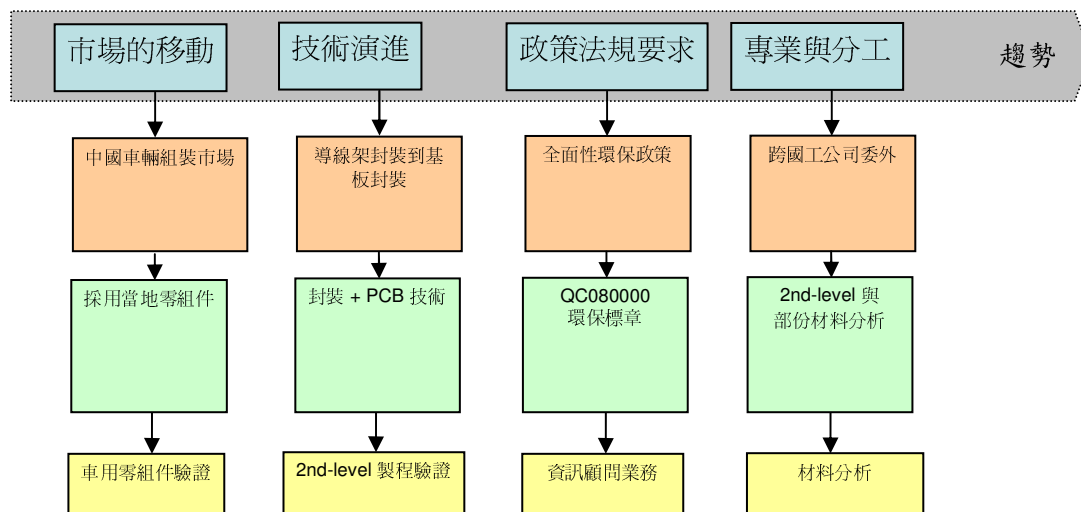 市場的移動
技術演進
政策法規要求
專業與分工
趨勢
中國車輛組裝市場
導線架封裝到基
板封裝
全面性環保政策
跨國工公司委外
採用當地零組件
封裝 + PCB 技術
QC080000
環保標章
2nd-level 與
部份材料分析
車用零組件驗證
2nd-level 製程驗證
資訊顧問業務
材料分析